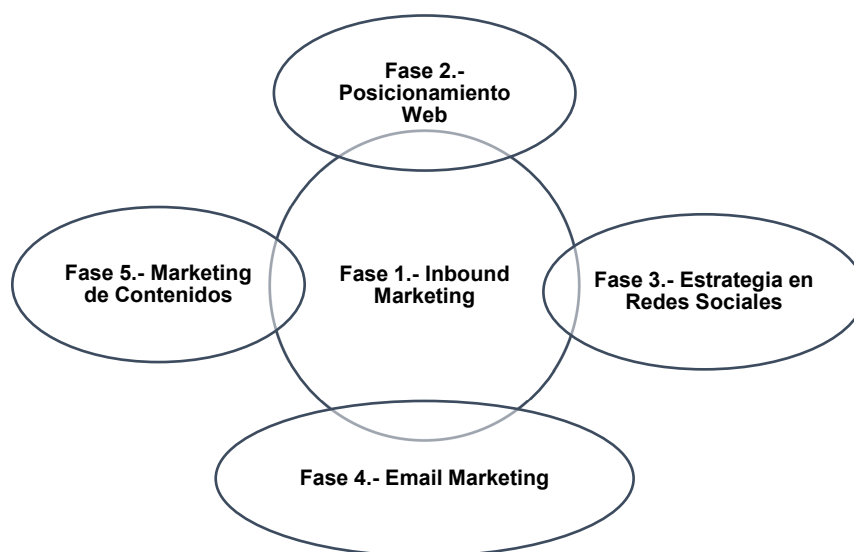 Fase 2.-
Posicionamiento
Web
Fase 5.- Marketing
de Contenidos
Fase 1.- Inbound
Marketing
Fase 3.- Estrategia en
Redes Sociales
Fase 4.- Email Marketing